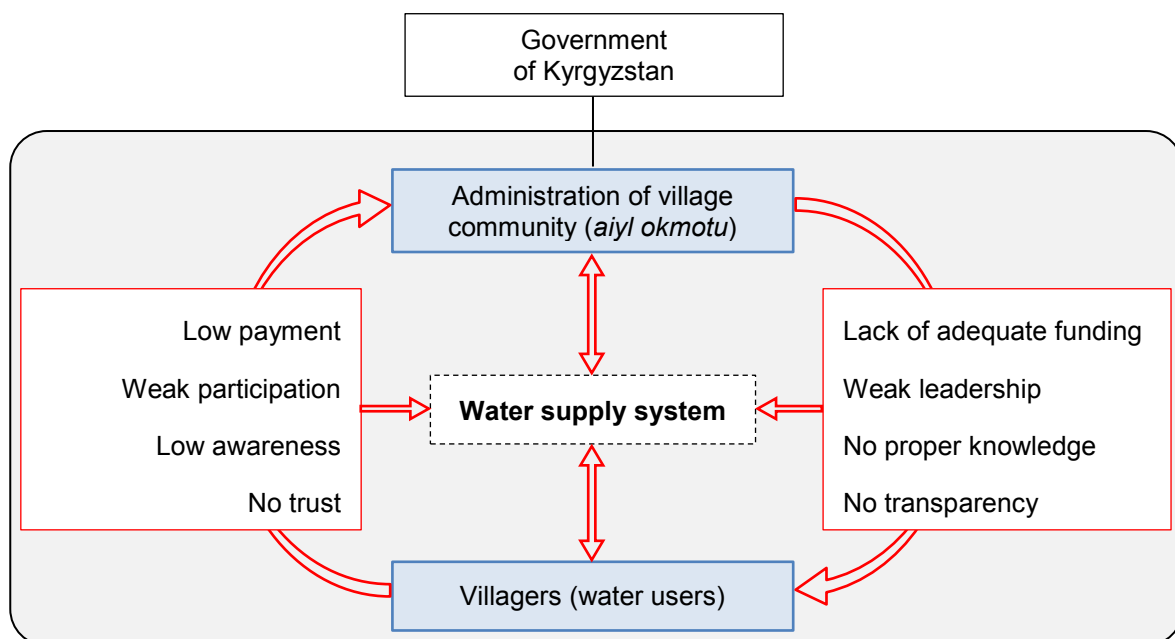 Government
of Kyrgyzstan
Administration of village
community (aiyl okmotu)
Low payment
Weak participation
Low awareness
No trust
Water supply system
Lack of adequate funding
Weak leadership
No proper knowledge
No transparency
Villagers (water users)